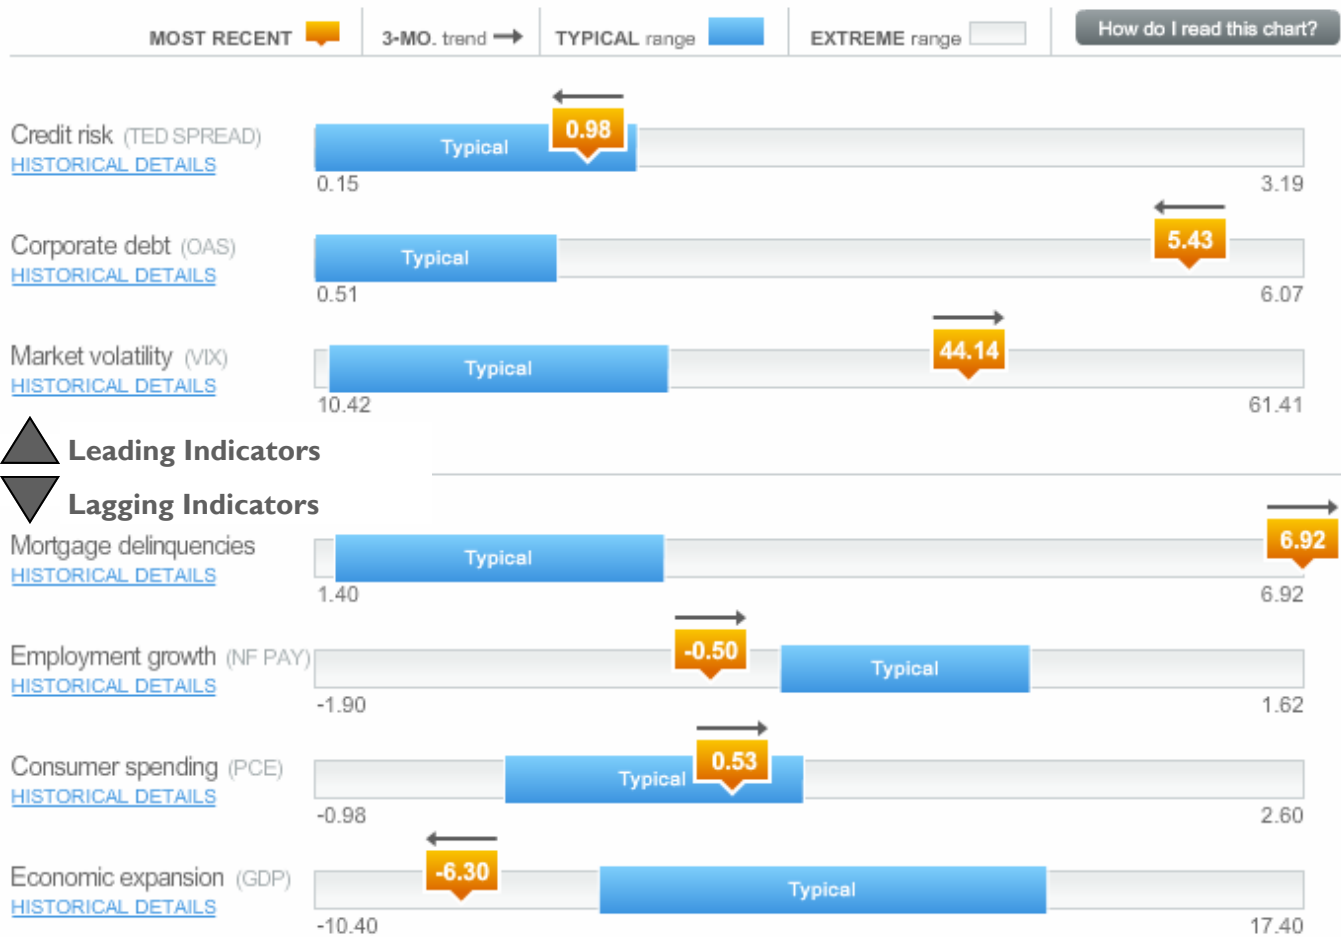 MOST RECENT 3-MO. trend TYPICAL range EXTREME range How do I read this chart?
Credit risk (TED SPREAD) Typical 0.98
HISTORICAL DETAILS
0.15 3.19
Corporate debt (OAS) Typical 5.43
HISTORICAL DETAILS
0.51 6.07
Market volatility (VIX) Typical 44.14
HISTORICAL DETAILS
10.42 61.41
Leading Indicators
Lagging Indicators
Mortgage delinquencies Typical 6.92
HISTORICAL DETAILS
1.40 6.92
Employment growth (NF PAY) -0.50 Typical
HISTORICAL DETAILS
-1.90 1.62
Consumer spending (PCE) Typical 0.53
HISTORICAL DETAILS
-0.98 2.60
Economic expansion (GDP) -6.30 Typical
HISTORICAL DETAILS
-10.40 17.40